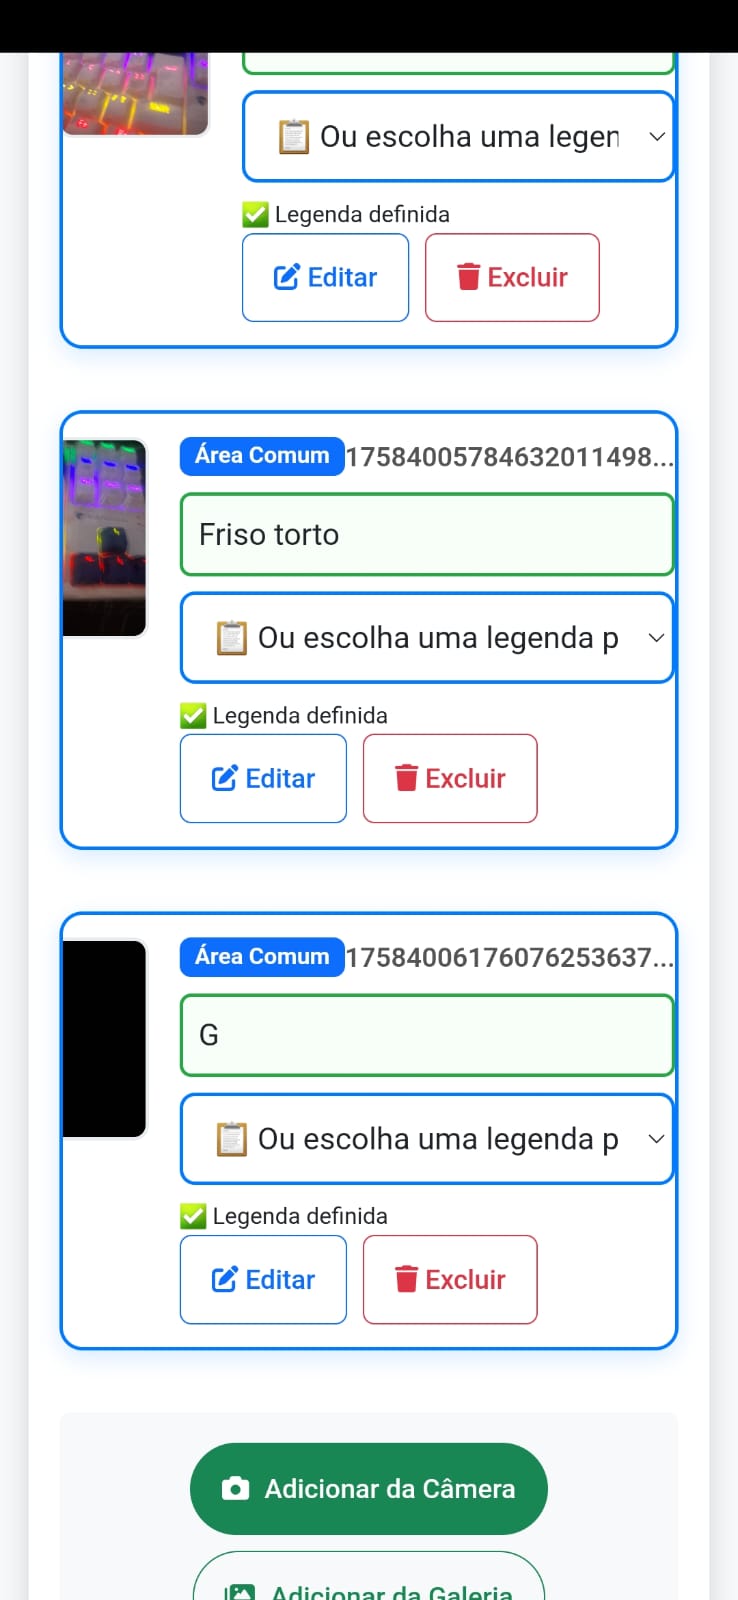 📋 Ou escolha uma legen
✅ Legenda definida
Editar Excluir
Área Comum 17584005784632011498...
Friso torto
📋 Ou escolha uma legenda p
✅ Legenda definida
Editar Excluir
Área Comum 17584006176076253637...
G
📋 Ou escolha uma legenda p
✅ Legenda definida
Editar Excluir
Adicionar da Câmera
Adicionar da Galeria